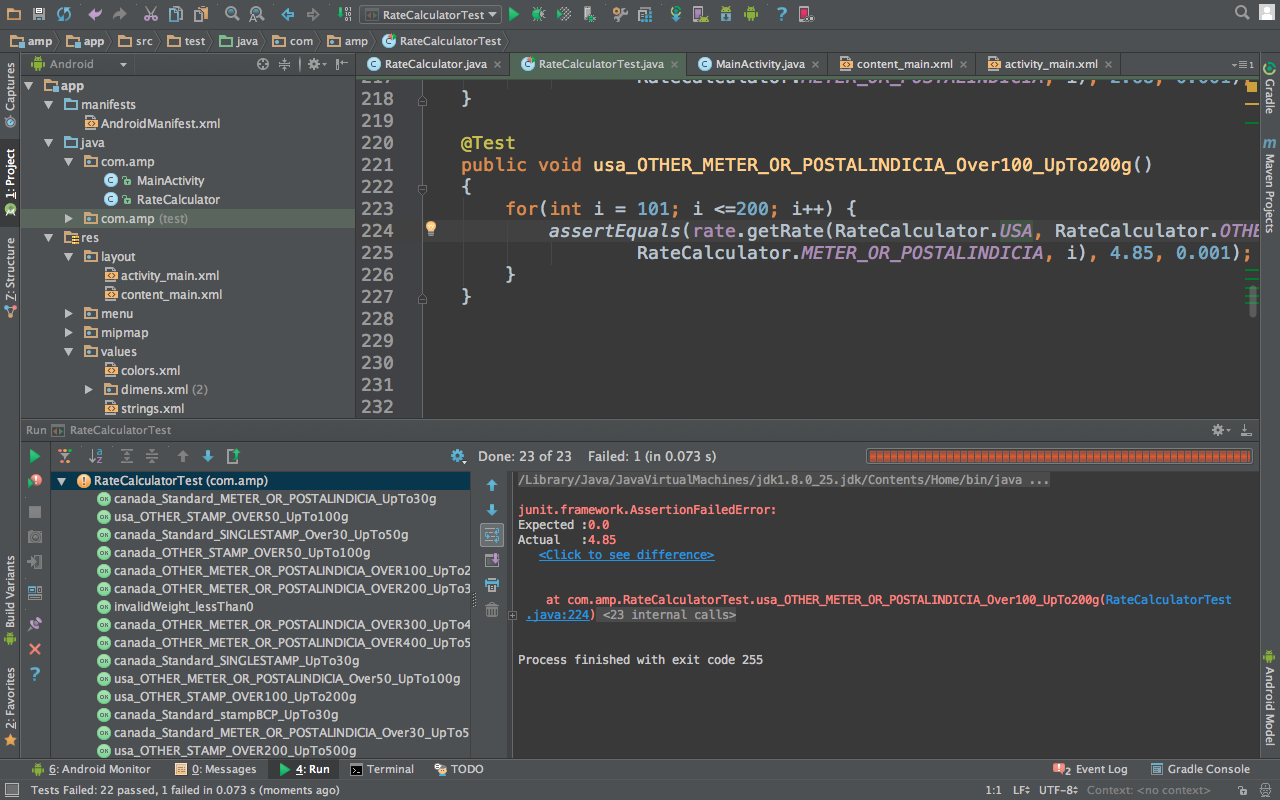 RateCalculatorTest
amp
app
src
test
java
com
amp
RateCalculatorTest
Android
RateCalculator.java
RateCalculatorTest.java
MainActivity.java
content_main.xml
activity_main.xml
1
Captures
1: Project
7: Structure
Build Variants
2: Favorites
Gradle
m
Maven Projects
Android Model
app
manifests
AndroidManifest.xml
java
com.amp
MainActivity
RateCalculator
com.amp (test)
res
layout
activity_main.xml
content_main.xml
menu
mipmap
values
colors.xml
dimens.xml (2)
strings.xml
217 RateCalculator.METER_OR_POSTALINDICIA, i), 2.68, 0.001);
218 }
219
220 @Test
221 public void usa_OTHER_METER_OR_POSTALINDICIA_Over100_UpTo200g()
222 {
223 for(int i = 101; i <=200; i++) {
224 assertEquals(rate.getRate(RateCalculator.USA, RateCalculator.OTHE
225 RateCalculator.METER_OR_POSTALINDICIA, i), 4.85, 0.001);
226 }
227 }
228
229
230
231
232
Run RateCalculatorTest
Done: 23 of 23 Failed: 1 (in 0.073 s)
RateCalculatorTest (com.amp)
canada_Standard_METER_OR_POSTALINDICIA_UpTo30g
usa_OTHER_STAMP_OVER50_UpTo100g
canada_Standard_SINGLESTAMP_Over30_UpTo50g
canada_OTHER_STAMP_OVER50_UpTo100g
canada_OTHER_METER_OR_POSTALINDICIA_OVER100_UpTo2
canada_OTHER_METER_OR_POSTALINDICIA_OVER200_UpTo3
invalidWeight_lessThan0
canada_OTHER_METER_OR_POSTALINDICIA_OVER300_UpTo4
canada_OTHER_METER_OR_POSTALINDICIA_OVER400_UpTo5
canada_Standard_SINGLESTAMP_UpTo30g
usa_OTHER_METER_OR_POSTALINDICIA_Over50_UpTo100g
usa_OTHER_STAMP_OVER100_UpTo200g
canada_Standard_stampBCP_UpTo30g
canada_Standard_METER_OR_POSTALINDICIA_Over30_UpTo5
usa_OTHER_STAMP_OVER200_UpTo500g
/Library/Java/JavaVirtualMachines/jdk1.8.0_25.jdk/Contents/Home/bin/java ...
junit.framework.AssertionFailedError:
Expected :0.0
Actual   :4.85
<Click to see difference>
at com.amp.RateCalculatorTest.usa_OTHER_METER_OR_POSTALINDICIA_Over100_UpTo200g(RateCalculatorTest
.java:224) <23 internal calls>
Process finished with exit code 255
6: Android Monitor
0: Messages
4: Run
Terminal
TODO
2 Event Log
Gradle Console
Tests Failed: 22 passed, 1 failed in 0.073 s (moments ago)
1:1 LF UTF-8 Context: <no context>